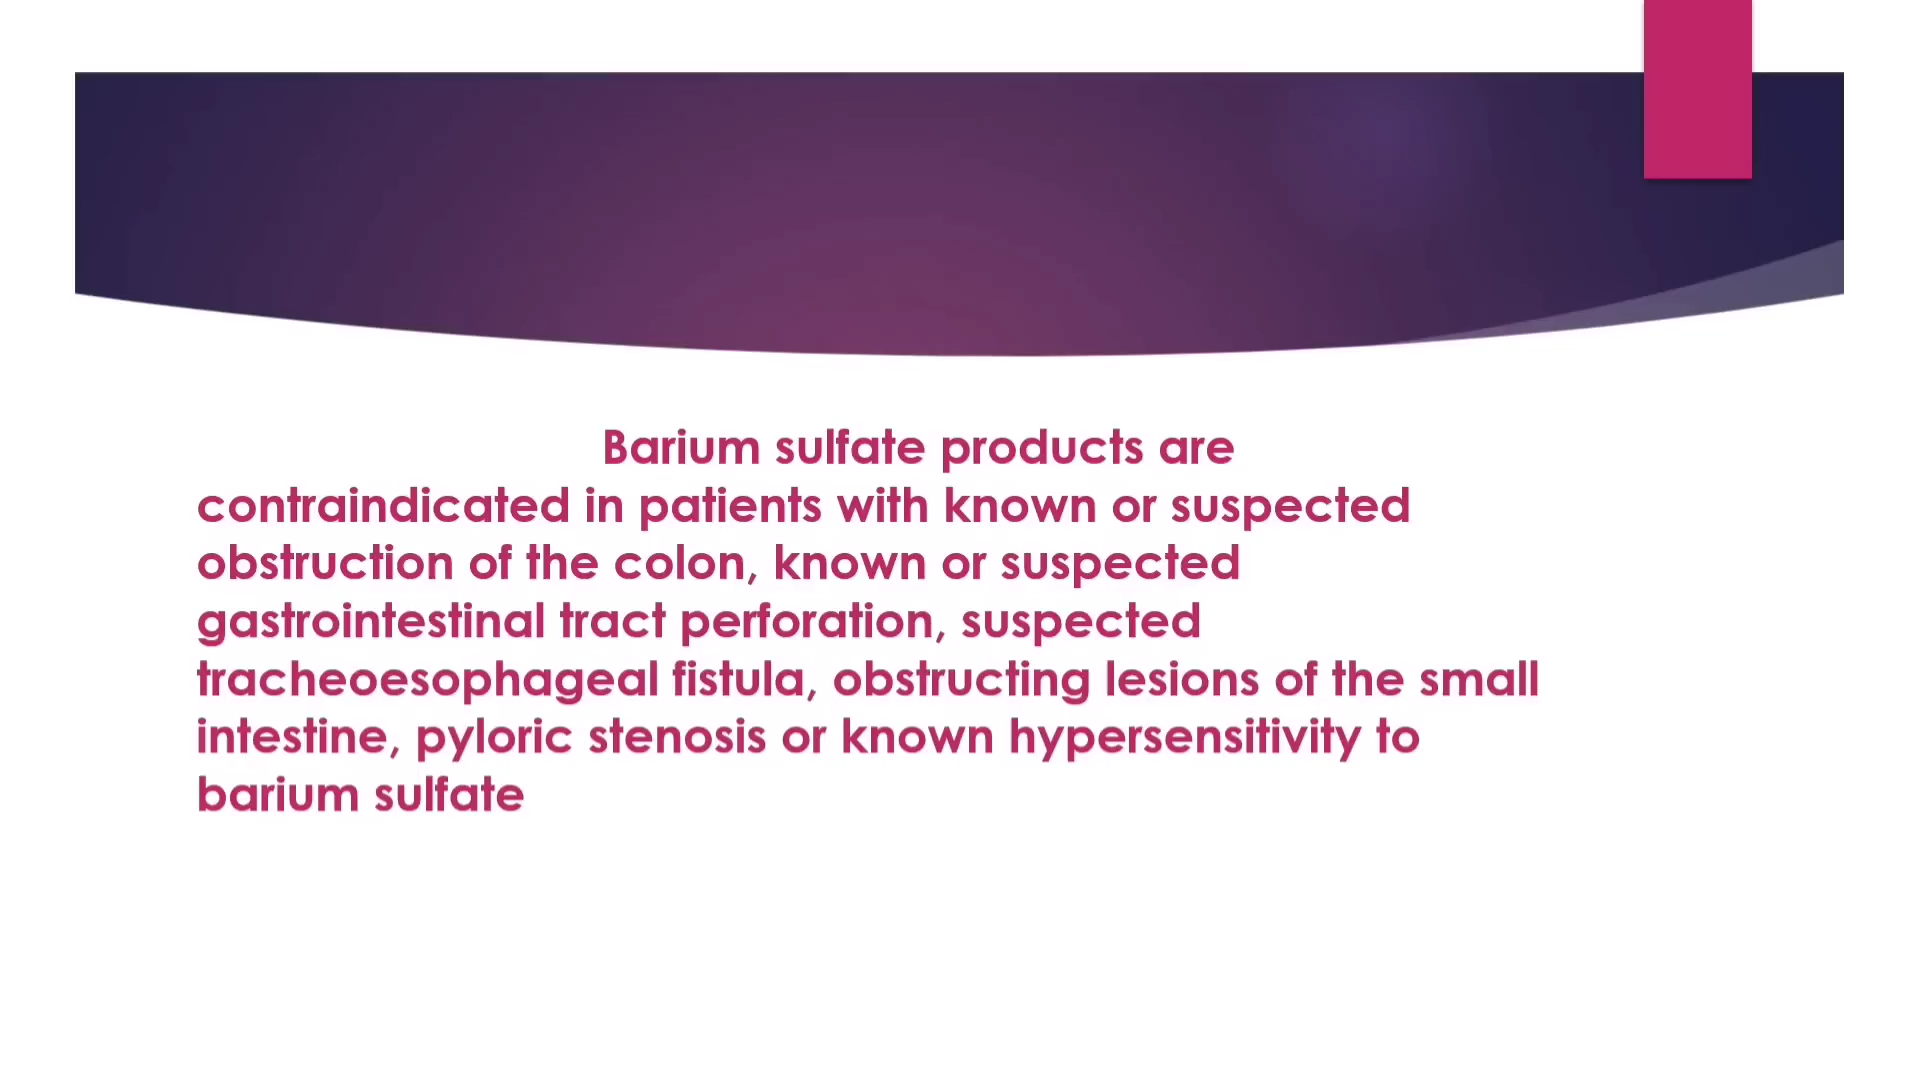 Barium sulfate products are
contraindicated in patients with known or suspected
obstruction of the colon, known or suspected
gastrointestinal tract perforation, suspected
tracheoesophageal fistula, obstructing lesions of the small
intestine, pyloric stenosis or known hypersensitivity to
barium sulfate